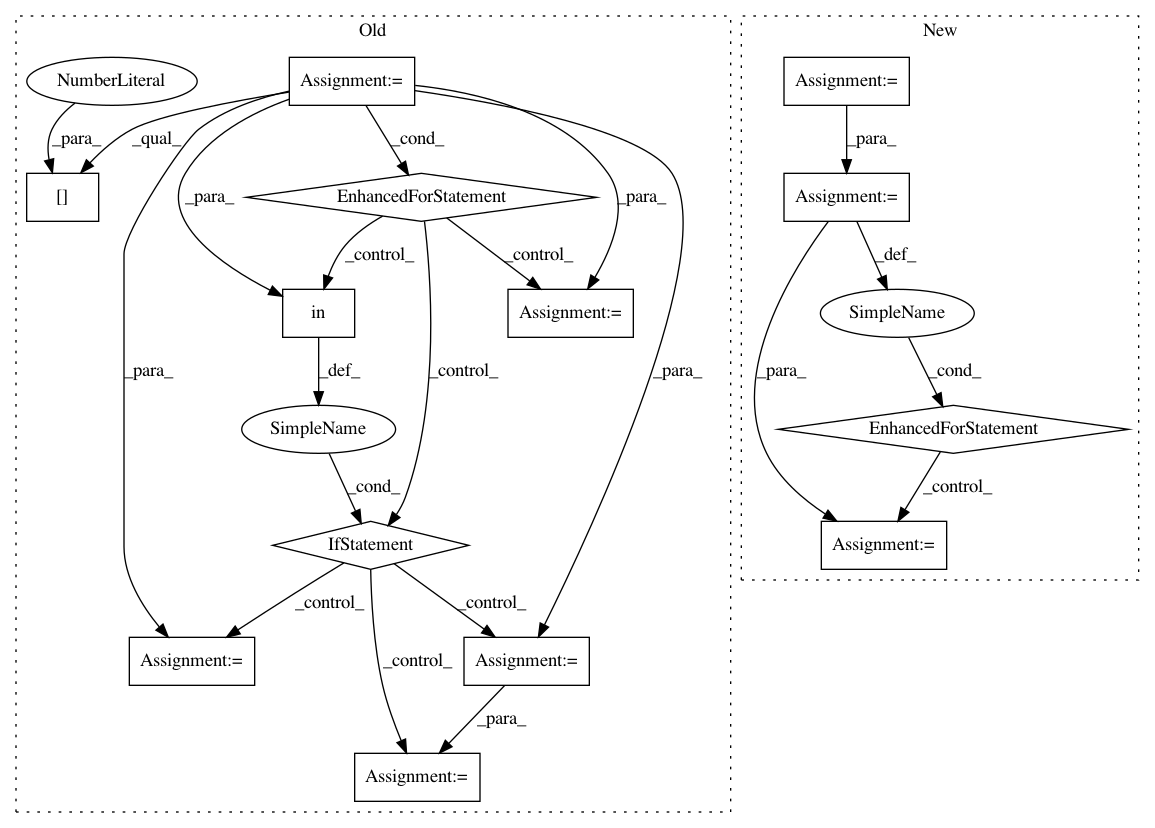 Old
New
NumberLiteral
Assignment:=
Assignment:=
_para_
_qual_
_cond_
_para_
[]
_para_
EnhancedForStatement
_para_
Assignment:=
_control_
_control_
_def_
in
Assignment:=
SimpleName
_para_
_def_
_control_
_para_
_para_
_cond_
SimpleName
EnhancedForStatement
_cond_
_control_
IfStatement
Assignment:=
_control_
_control_
Assignment:=
_control_
Assignment:=
_para_
Assignment:=